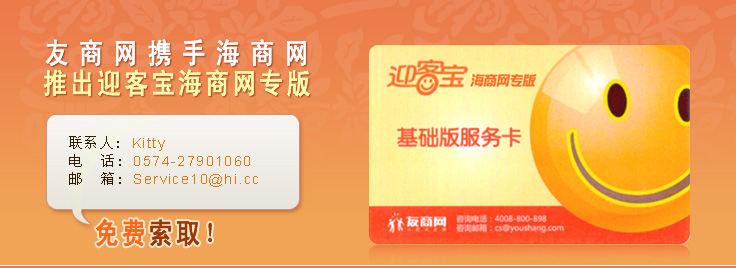 友商网携手海商网
推出迎客宝海商网专版
联系人：Kitty
电 话：0574-27901060
邮 箱：Service10@hi.cc
免费索取！
迎客宝 海商网专版
基础版服务卡
友商网
咨询电话：4008-800-898
咨询邮箱：cs@youshang.com